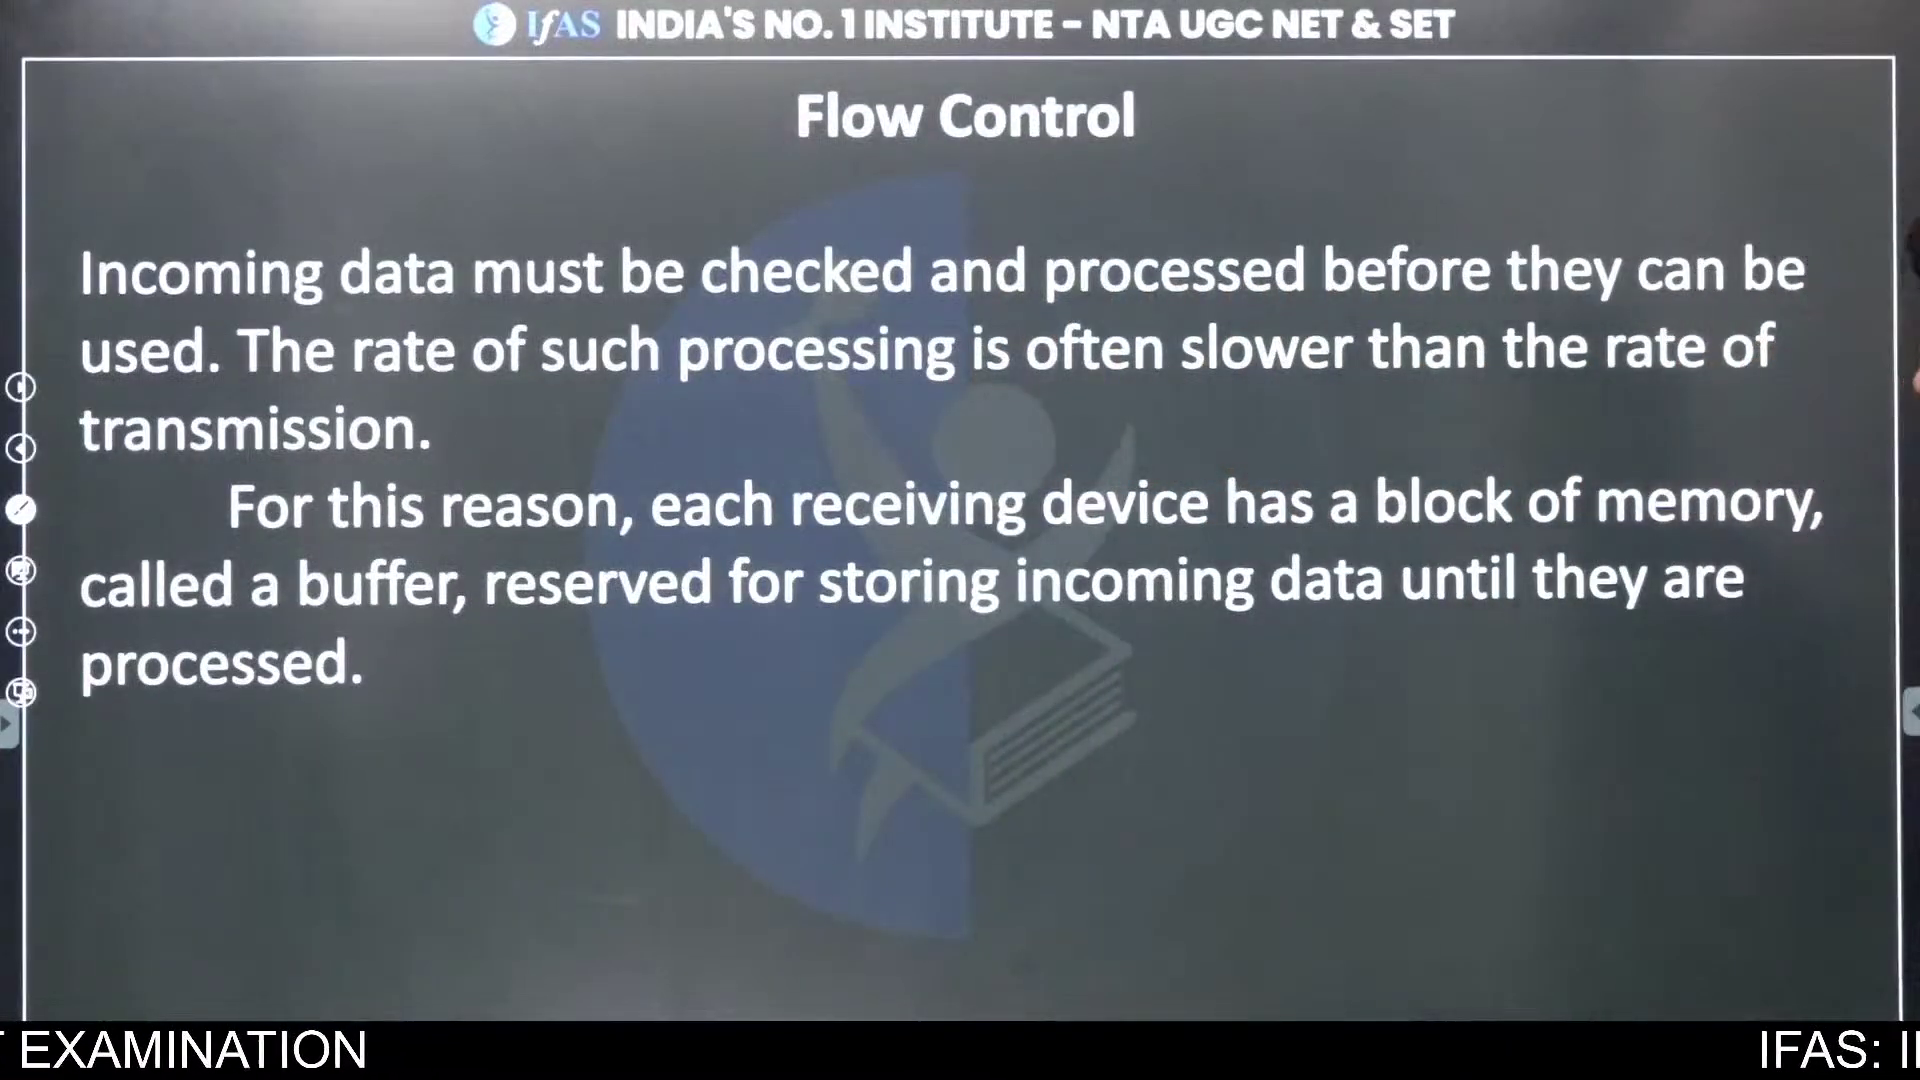 IfAS INDIA'S NO. 1 INSTITUTE - NTA UGC NET & SET
Flow Control
Incoming data must be checked and processed before they can be
used. The rate of such processing is often slower than the rate of
transmission.
For this reason, each receiving device has a block of memory,
called a buffer, reserved for storing incoming data until they are
processed.
EXAMINATION
IFAS: